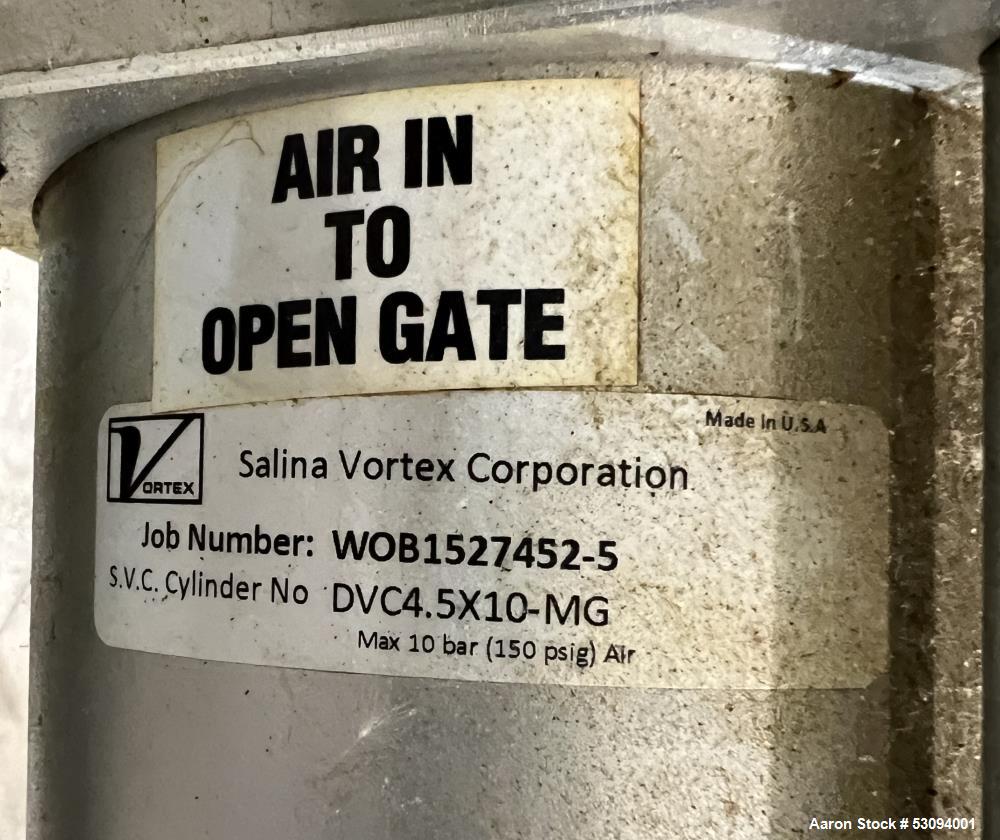 AIR IN
TO
OPEN GATE
Made In U.S.A
VORTEX
Salina Vortex Corporation
Job Number: WOB1527452-5
S.V.C. Cylinder No DVC4.5X10-MG
Max 10 bar (150 psig) Air
Aaron Stock # 53094001